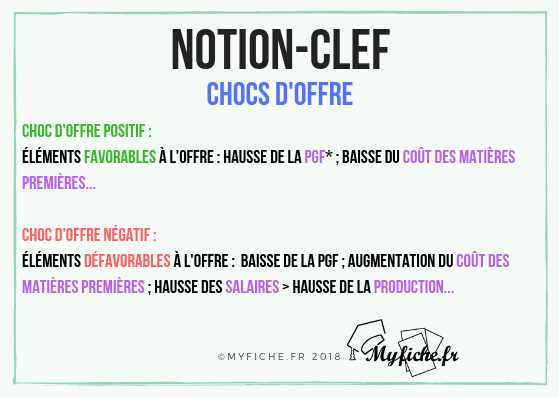 NOTION-CLEF
CHOCS D'OFFRE
CHOC D'OFFRE POSITIF :
ÉLÉMENTS FAVORABLES À L'OFFRE : HAUSSE DE LA PGF* ; BAISSE DU COÛT DES MATIÈRES
PREMIÈRES...
CHOC D'OFFRE NÉGATIF :
ÉLÉMENTS DÉFAVORABLES À L'OFFRE : BAISSE DE LA PGF ; AUGMENTATION DU COÛT DES
MATIÈRES PREMIÈRES ; HAUSSE DES SALAIRES > HAUSSE DE LA PRODUCTION...
©MYFICHE.FR 2018
Myfiche.fr